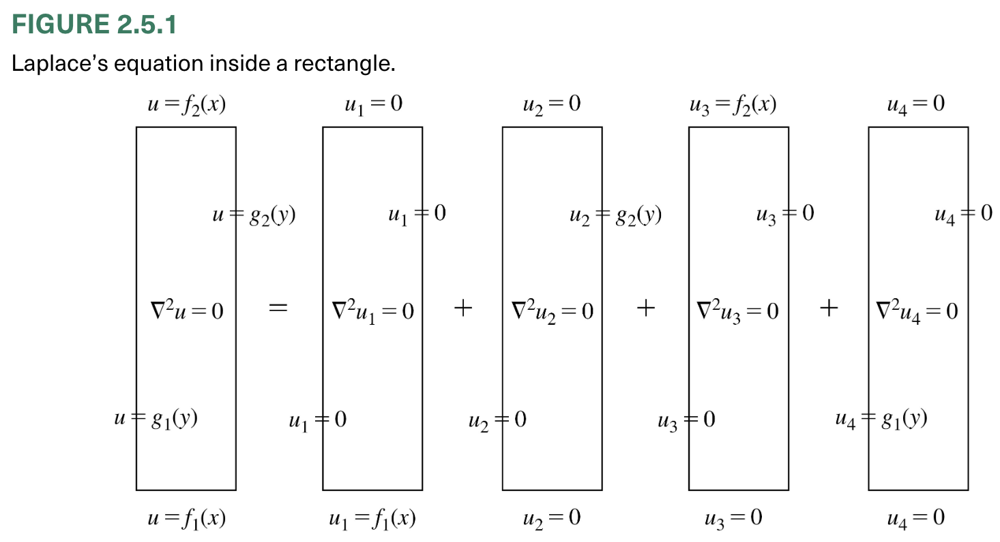 FIGURE 2.5.1
Laplace’s equation inside a rectangle.
u = f₂(x) u₁ = 0 u₂ = 0 u₃ = f₂(x) u₄ = 0
u = g₂(y) u₁ = 0 u₂ = g₂(y) u₃ = 0 u₄ = 0
∇²u = 0 = ∇²u₁ = 0 + ∇²u₂ = 0 + ∇²u₃ = 0 + ∇²u₄ = 0
u = g₁(y) u₁ = 0 u₂ = 0 u₃ = 0 u₄ = g₁(y)
u = f₁(x) u₁ = f₁(x) u₂ = 0 u₃ = 0 u₄ = 0